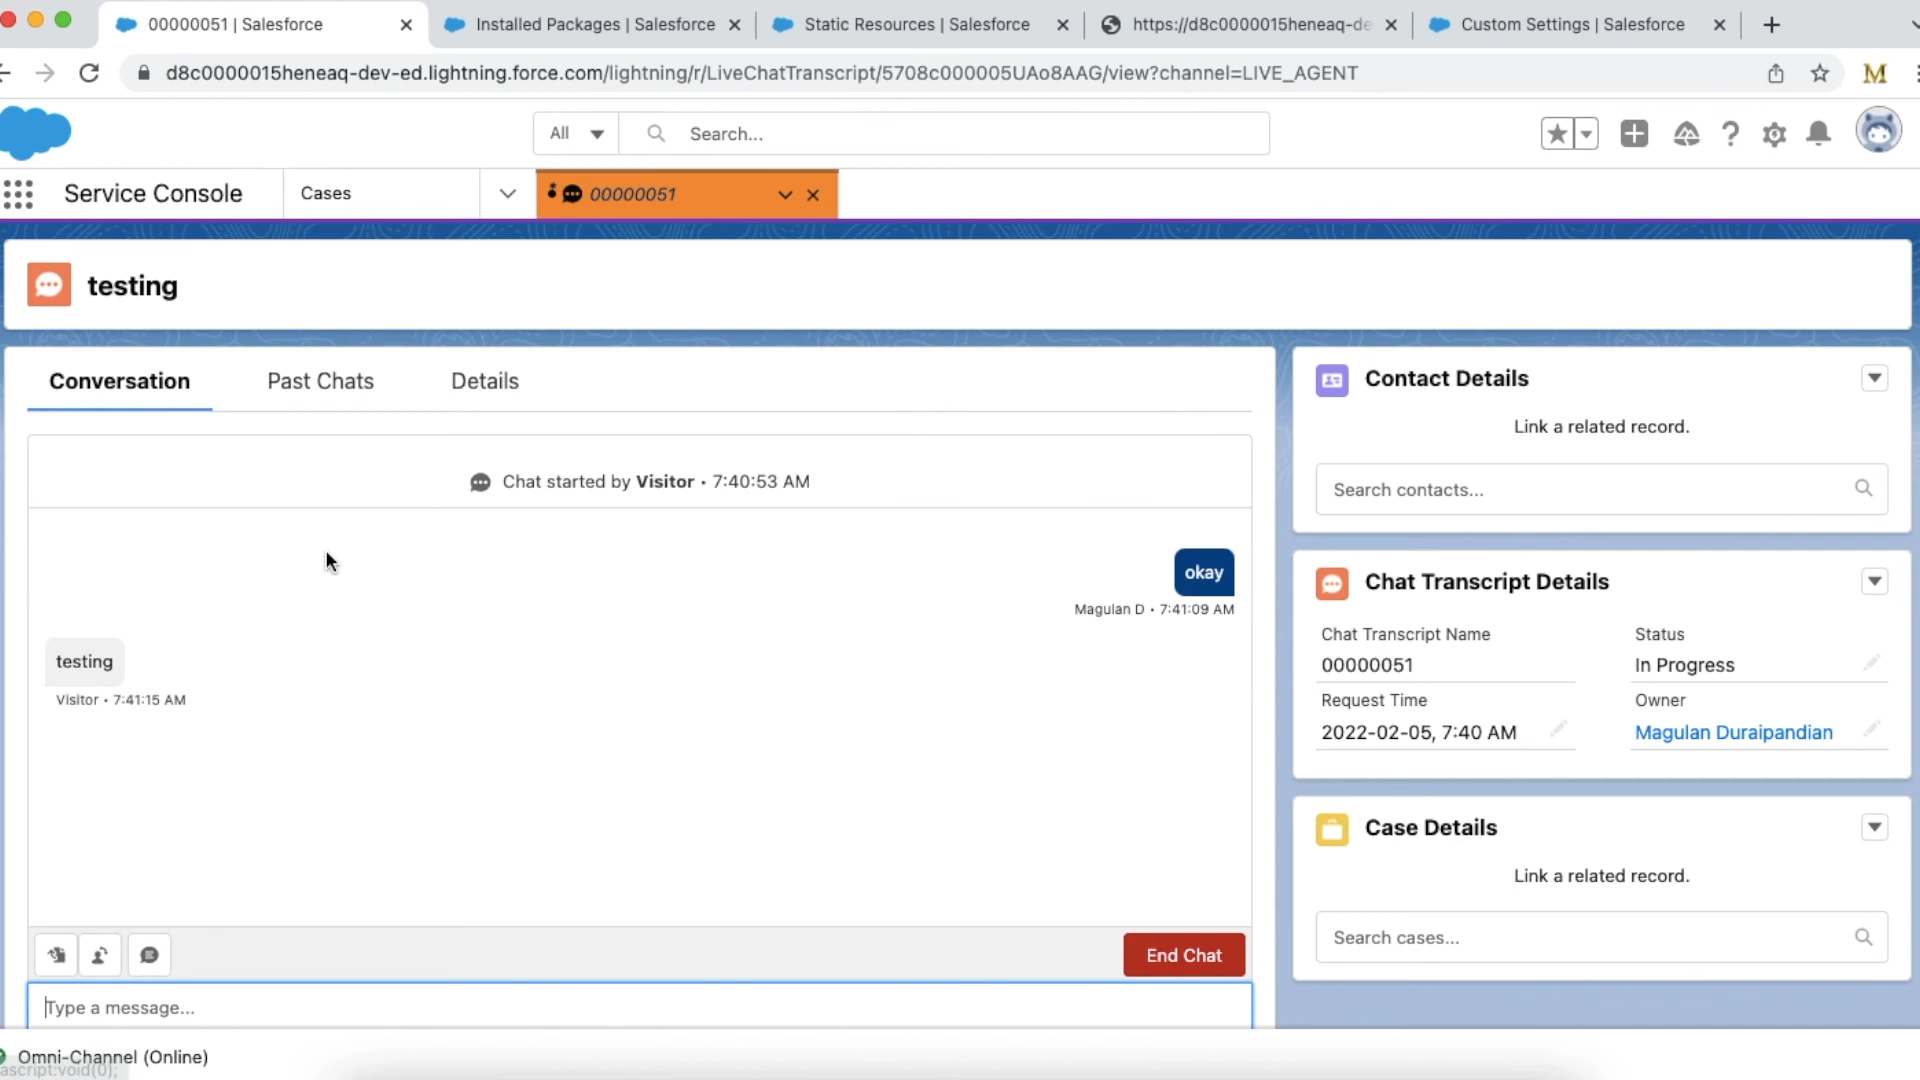 00000051 | Salesforce
Installed Packages | Salesforce
Static Resources | Salesforce
https://d8c0000015heneaq-de
Custom Settings | Salesforce
d8c0000015heneaq-dev-ed.lightning.force.com/lightning/r/LiveChatTranscript/5708c000005UAo8AAG/view?channel=LIVE_AGENT
M
All
Search...
Service Console
Cases
00000051
testing
Conversation
Past Chats
Details
Chat started by Visitor • 7:40:53 AM
okay
Magulan D • 7:41:09 AM
testing
Visitor • 7:41:15 AM
End Chat
Type a message...
Contact Details
Link a related record.
Search contacts...
Chat Transcript Details
Chat Transcript Name
00000051
Status
In Progress
Request Time
2022-02-05, 7:40 AM
Owner
Magulan Duraipandian
Case Details
Link a related record.
Search cases...
Omni-Channel (Online)
ascript:void(0);